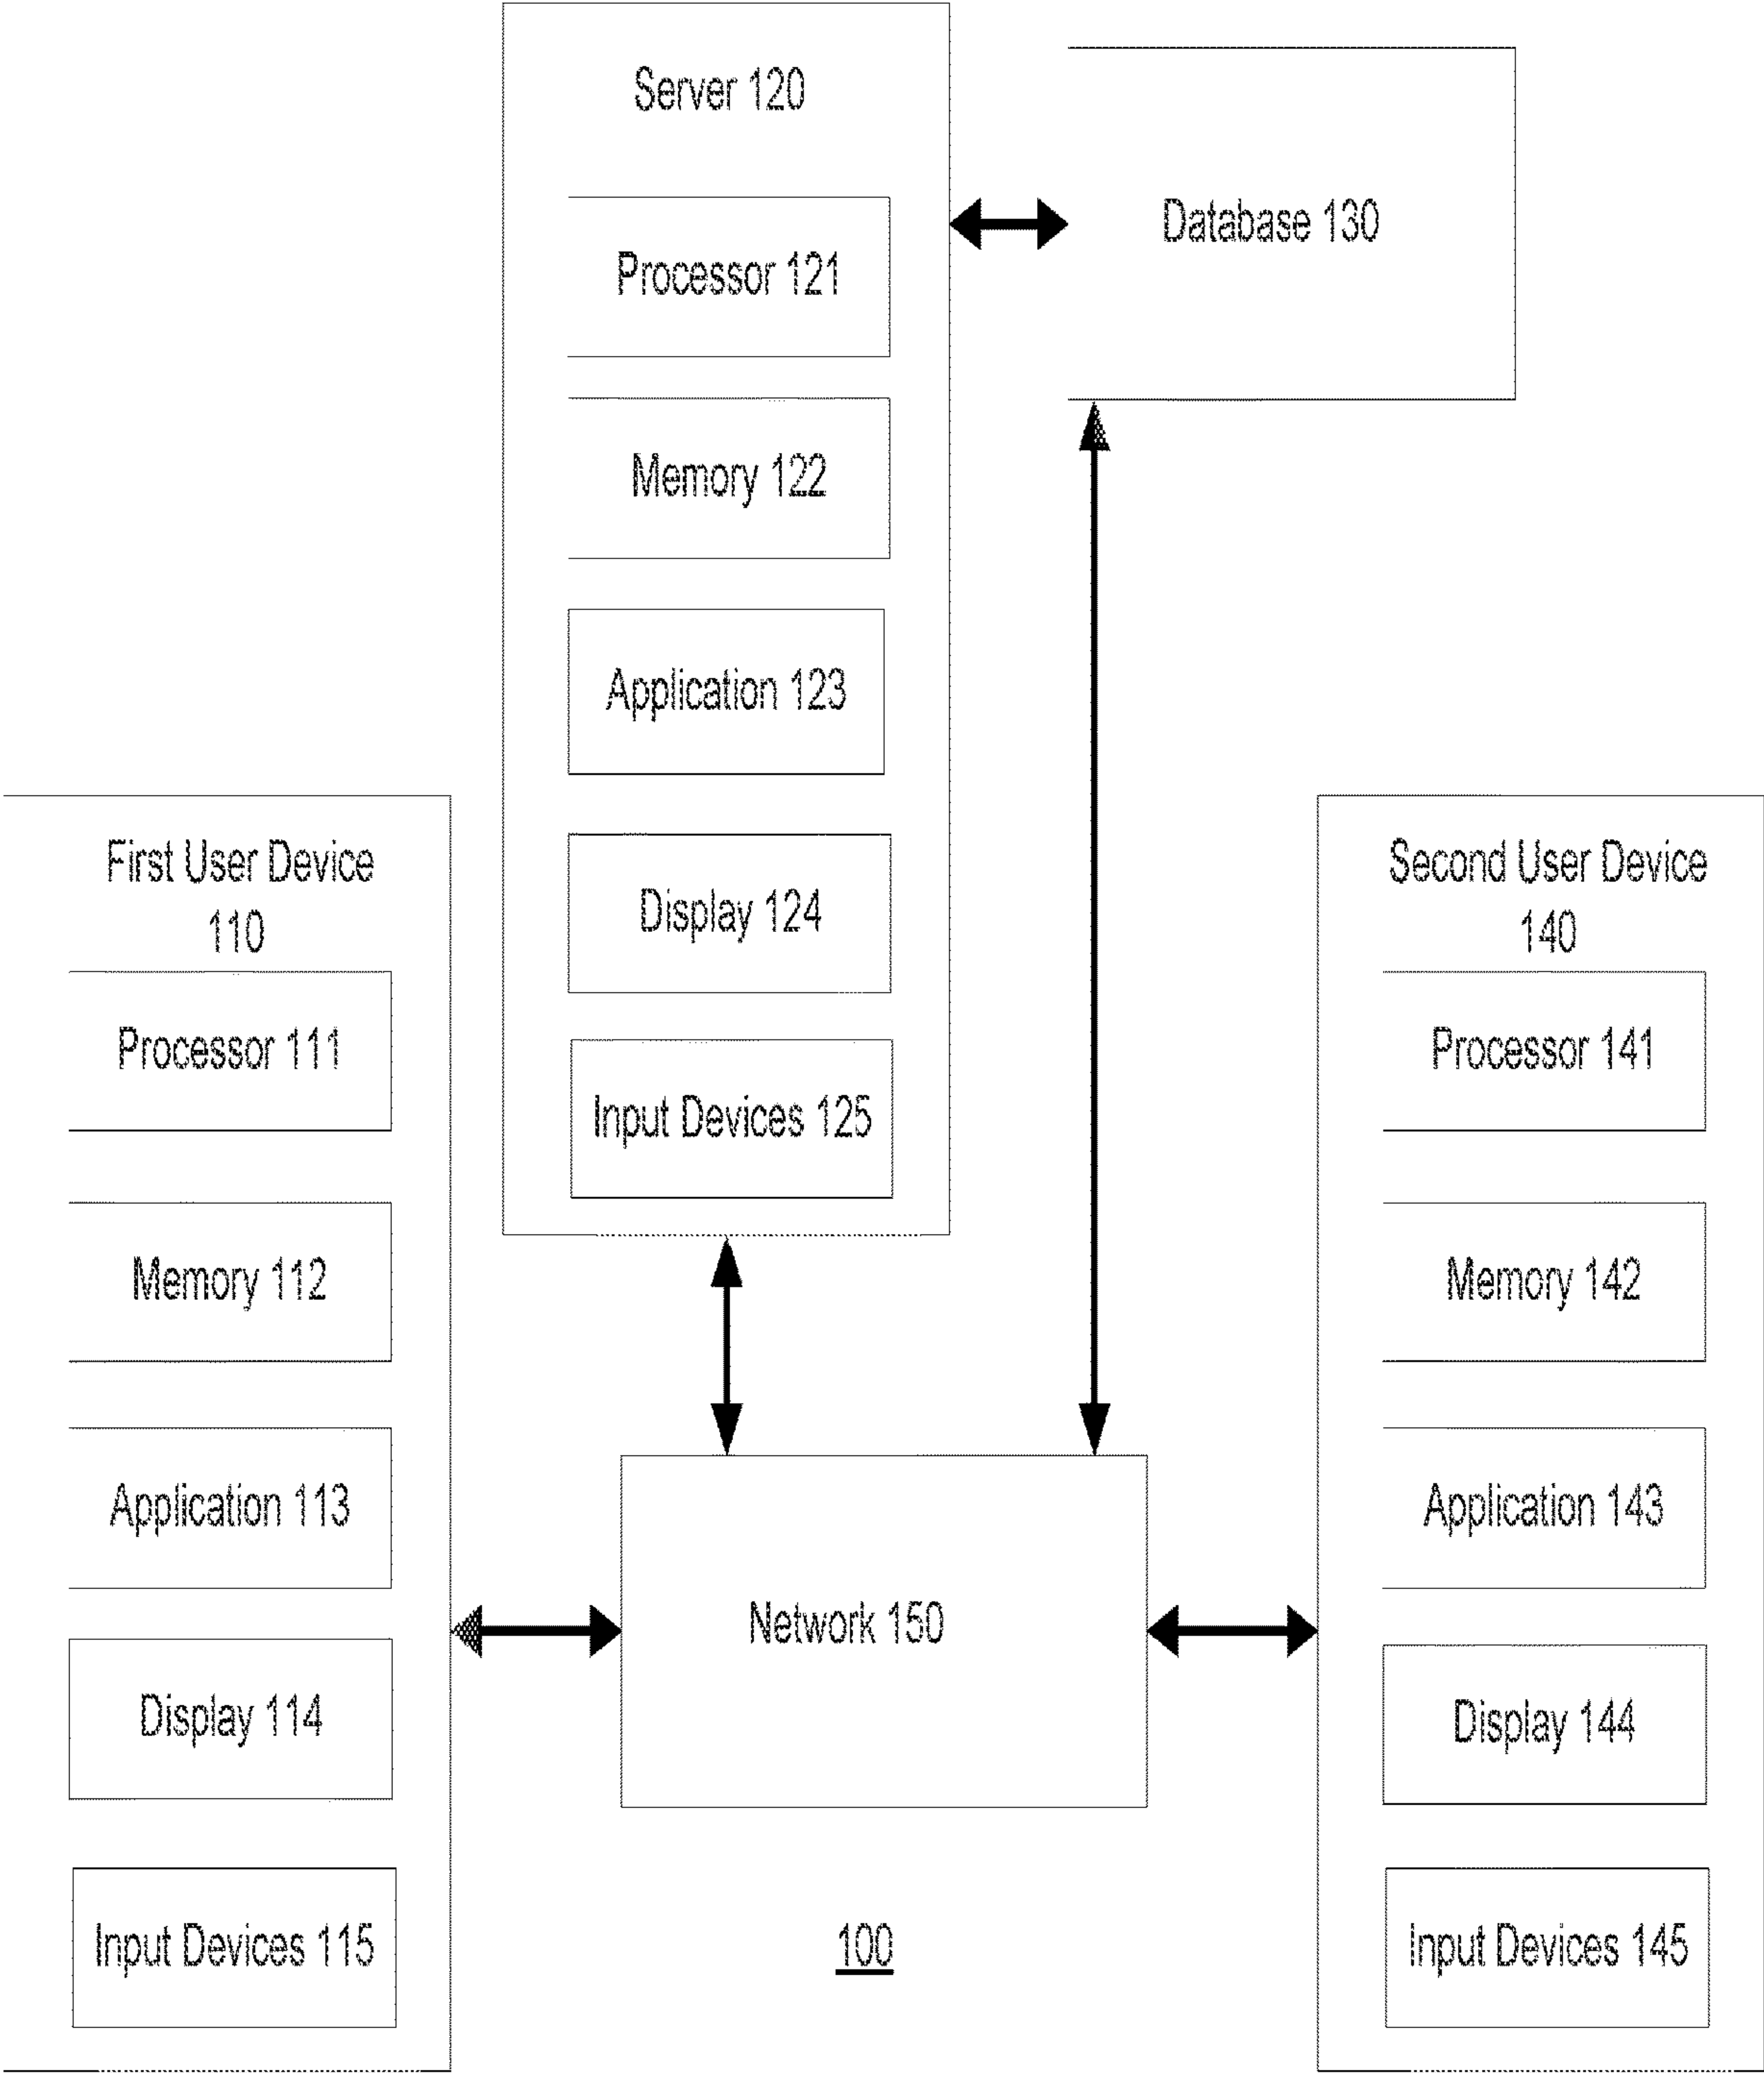 Server 120
Processor 121
Memory 122
Application 123
Display 124
Input Devices 125
Database 130
First User Device
110
Processor 111
Memory 112
Application 113
Display 114
Input Devices 115
Network 150
100
Second User Device
140
Processor 141
Memory 142
Application 143
Display 144
Input Devices 145